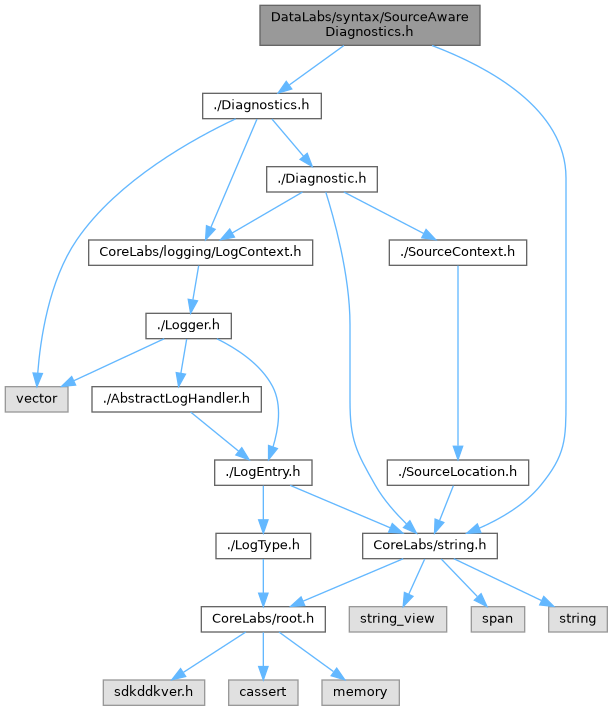 DataLabs/syntax/SourceAware
Diagnostics.h
./Diagnostics.h
./Diagnostic.h
CoreLabs/logging/LogContext.h
./SourceContext.h
./Logger.h
vector
./AbstractLogHandler.h
./LogEntry.h
./SourceLocation.h
./LogType.h
CoreLabs/string.h
CoreLabs/root.h
string_view
span
string
sdkddkver.h
cassert
memory